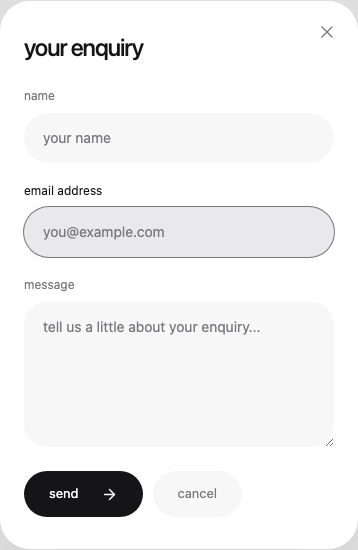 your enquiry
name
your name
email address
you@example.com
message
tell us a little about your enquiry...
send
cancel